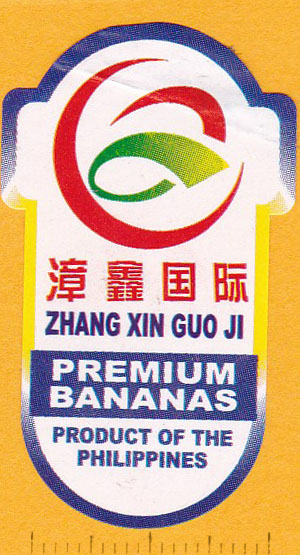 漳鑫国际
ZHANG XIN GUO JI
PREMIUM
BANANAS
PRODUCT OF THE
PHILIPPINES